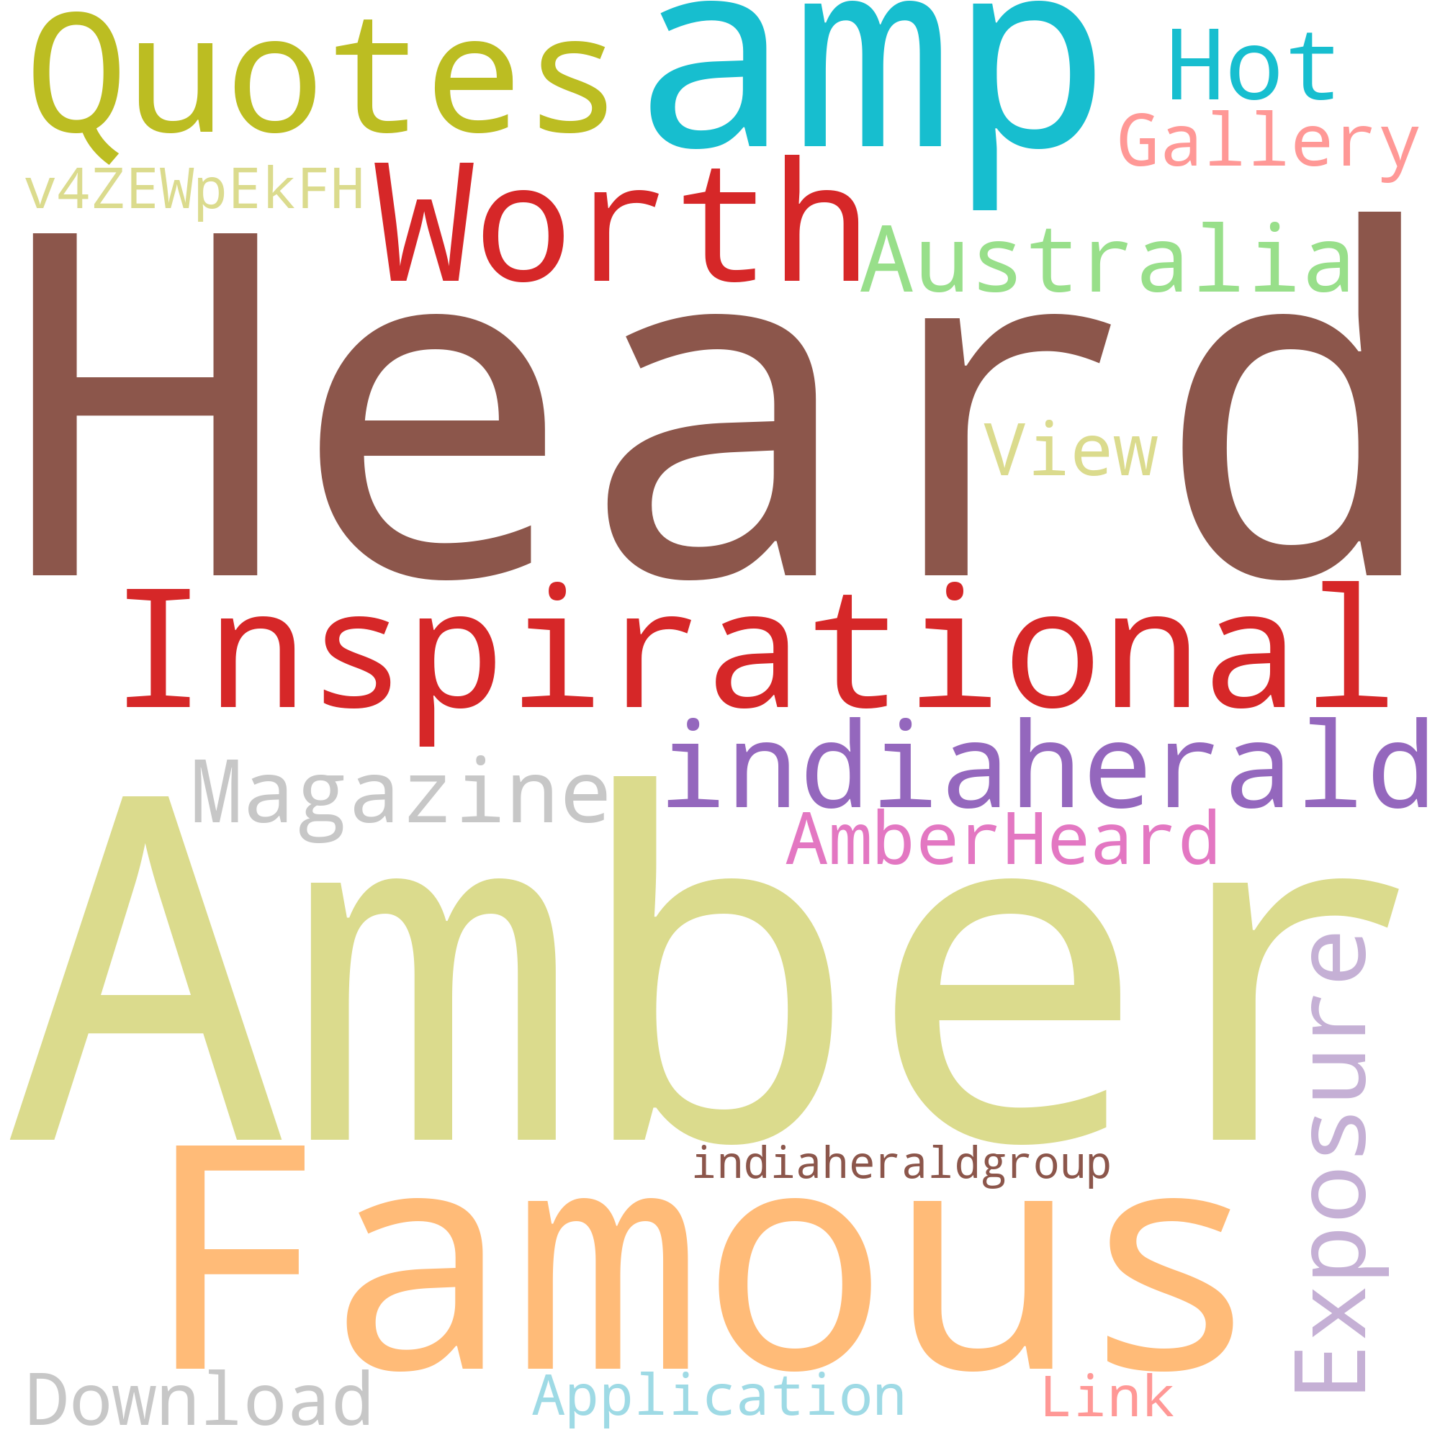 Quotes
amp
Hot
Gallery
v4ZEWpEkFH
Worth
Australia
Heard
View
Inspirational
indiaherald
Magazine
AmberHeard
Amber
Exposure
indiaheraldgroup
Famous
Download
Application
Link